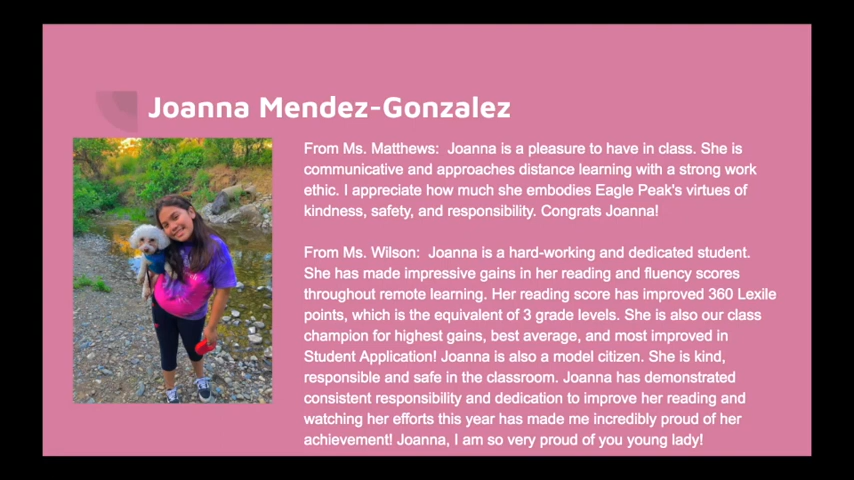 Joanna Mendez-Gonzalez
From Ms. Matthews:  Joanna is a pleasure to have in class. She is
communicative and approaches distance learning with a strong work
ethic. I appreciate how much she embodies Eagle Peak's virtues of
kindness, safety, and responsibility. Congrats Joanna!
From Ms. Wilson:  Joanna is a hard-working and dedicated student.
She has made impressive gains in her reading and fluency scores
throughout remote learning. Her reading score has improved 360 Lexile
points, which is the equivalent of 3 grade levels. She is also our class
champion for highest gains, best average, and most improved in
Student Application! Joanna is also a model citizen. She is kind,
responsible and safe in the classroom. Joanna has demonstrated
consistent responsibility and dedication to improve her reading and
watching her efforts this year has made me incredibly proud of her
achievement! Joanna, I am so very proud of you young lady!